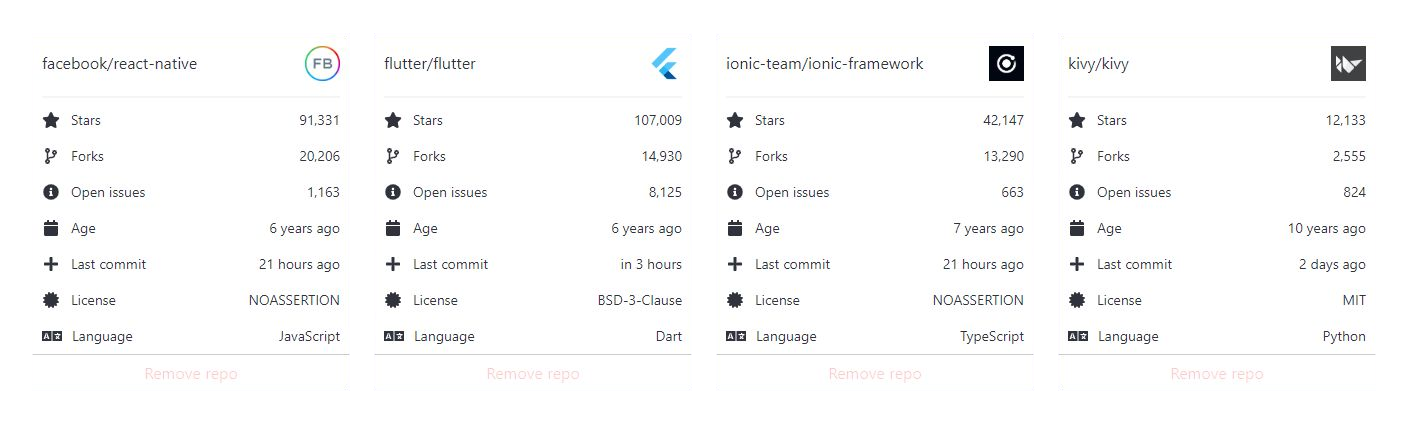 facebook/react-native
FB
Stars 91,331
Forks 20,206
Open issues 1,163
Age 6 years ago
Last commit 21 hours ago
License NOASSERTION
Language JavaScript
Remove repo
flutter/flutter
Stars 107,009
Forks 14,930
Open issues 8,125
Age 6 years ago
Last commit in 3 hours
License BSD-3-Clause
Language Dart
Remove repo
ionic-team/ionic-framework
Stars 42,147
Forks 13,290
Open issues 663
Age 7 years ago
Last commit 21 hours ago
License NOASSERTION
Language TypeScript
Remove repo
kivy/kivy
Stars 12,133
Forks 2,555
Open issues 824
Age 10 years ago
Last commit 2 days ago
License MIT
Language Python
Remove repo